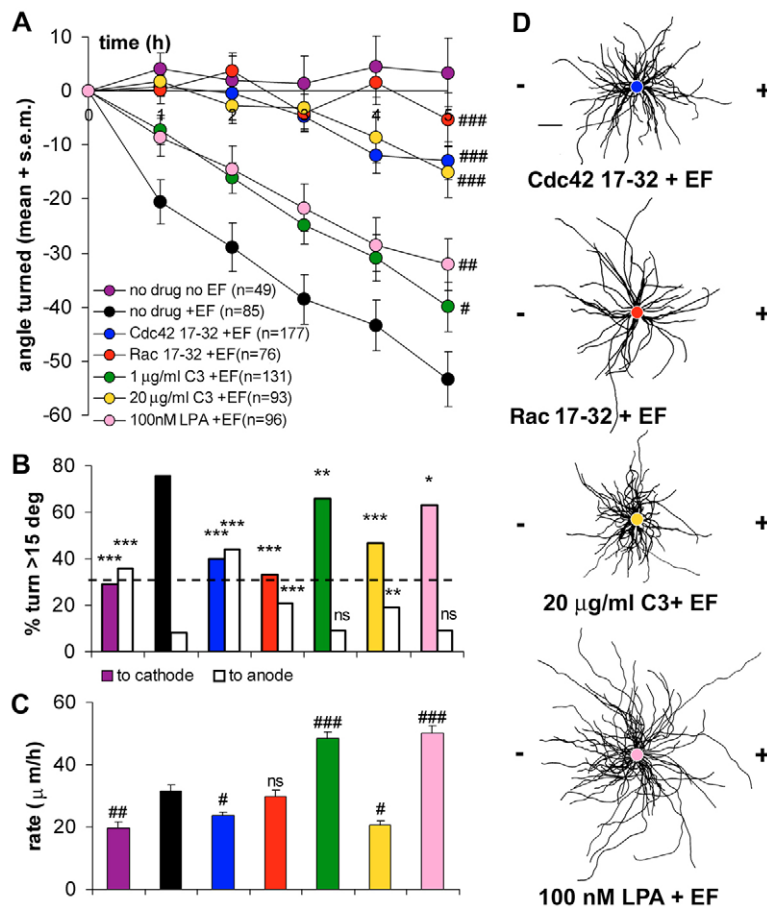 A
time (h)
10
0
-10
-20
-30
-40
-50
-60
angle turned (mean + s.e.m.)
0
2
4
###
###
###
##
#
no drug no EF (n=49)
no drug +EF (n=85)
Cdc42 17-32 +EF (n=177)
Rac 17-32 +EF(n=76)
1 µg/ml C3 +EF(n=131)
20 µg/ml C3 +EF(n=93)
100nM LPA +EF(n=96)
B
80
60
40
20
0
% turn >15 deg
***
***
***
***
***
***
**
ns
***
**
*
ns
to cathode
to anode
C
60
40
20
0
rate ( µ m/h)
##
#
ns
###
#
###
D
- +
Cdc42 17-32 + EF
- +
Rac 17-32 + EF
- +
20 µg/ml C3+ EF
- +
100 nM LPA + EF